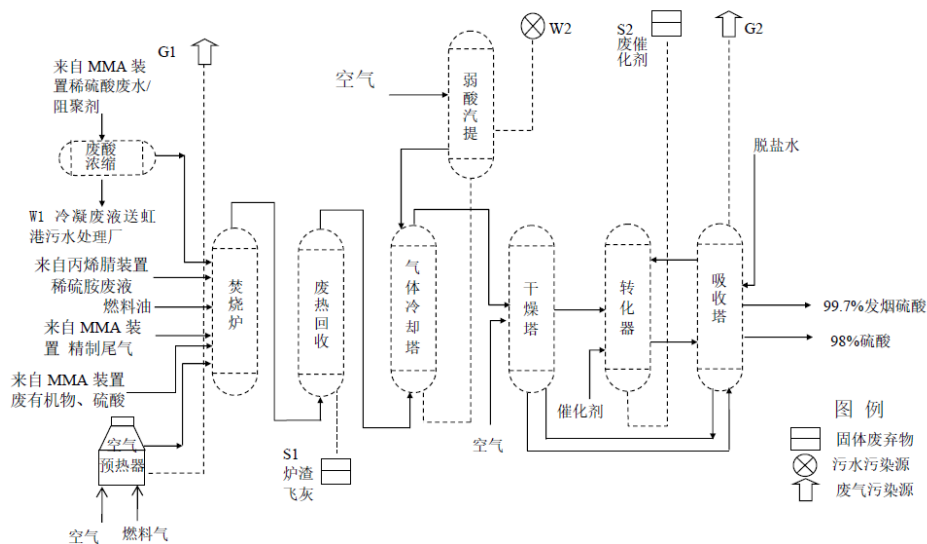 G1
W2
S2
废催
化剂
G2
来自 MMA 装
置稀硫酸废水/
阻聚剂
空气
弱酸汽提
脱盐水
废酸
浓缩
W1 冷凝废液送虹
港污水处理厂
来自丙烯腈装置
稀硫胺废液
燃料油
来自 MMA 装
置 精制尾气
来自 MMA 装置
废有机物、硫酸
焚烧炉
废热回收
气体冷却塔
干燥塔
转化器
吸收塔
99.7%发烟硫酸
98%硫酸
空气
预热器
空气
燃料气
S1
炉渣
飞灰
空气
催化剂
图 例
固体废弃物
污水污染源
废气污染源